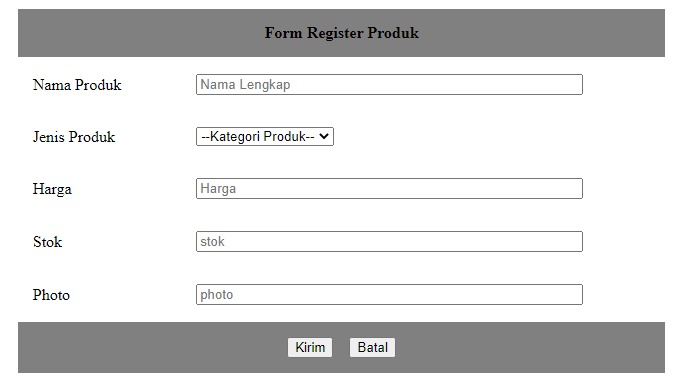 Form Register Produk
Nama Produk Nama Lengkap
Jenis Produk --Kategori Produk--
Harga Harga
Stok stok
Photo photo
Kirim Batal